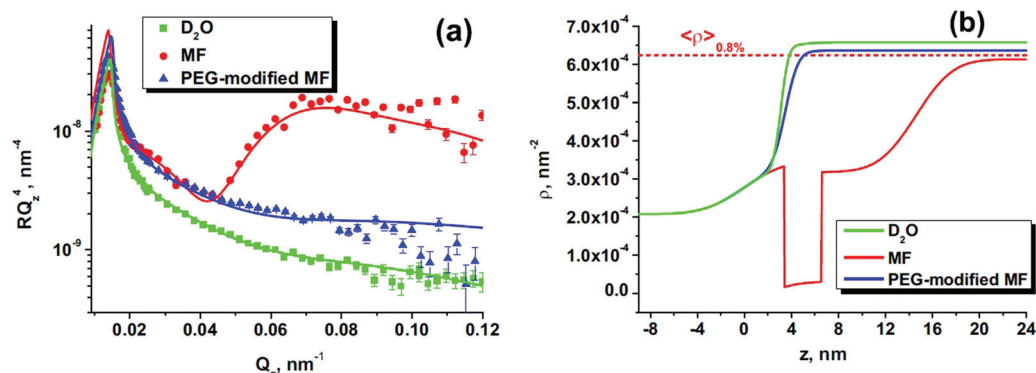 (a)
D₂O
MF
PEG-modified MF
10⁻⁸
10⁻⁹
RQ_z⁴, nm⁻⁴
0.02 0.04 0.06 0.08 0.10 0.12
nm⁻¹
(b)
7.0x10⁻⁴
<ρ>0.8%
6.0x10⁻⁴
5.0x10⁻⁴
4.0x10⁻⁴
3.0x10⁻⁴
2.0x10⁻⁴
1.0x10⁻⁴
0.0
ρ, nm⁻²
D₂O
MF
PEG-modified MF
-8 -4 0 4 8 12 16 20 24
z, nm